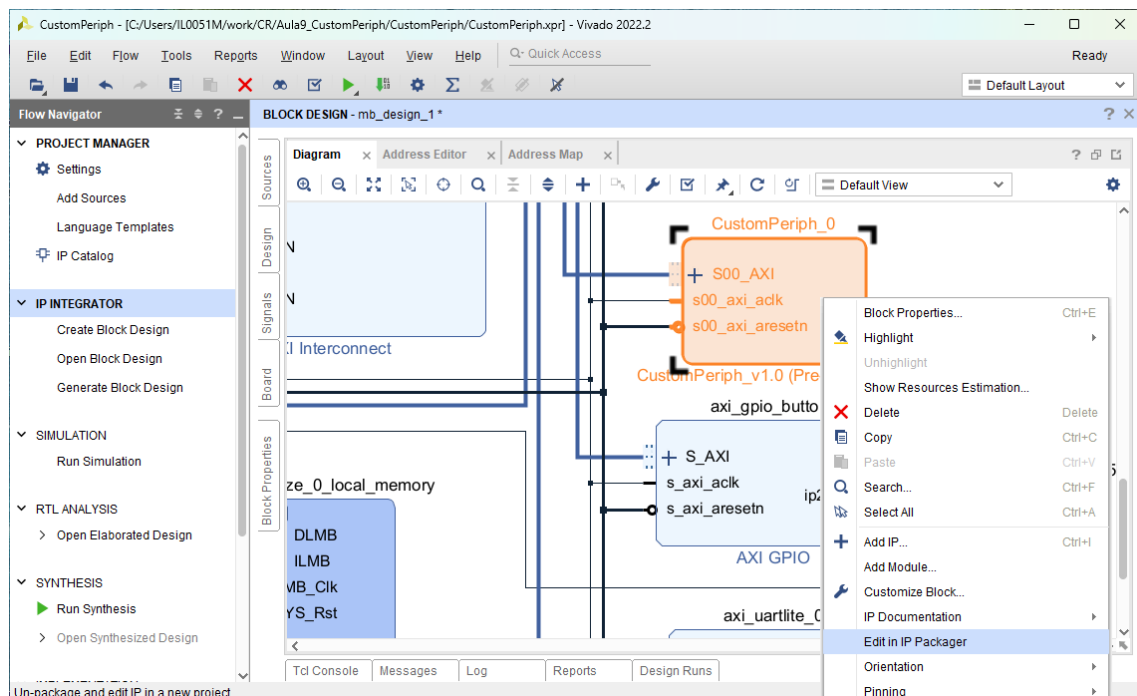 CustomPeriph - [C:/Users/IL0051M/work/CR/Aula9_CustomPeriph/CustomPeriph/CustomPeriph.xpr] - Vivado 2022.2
File Edit Flow Tools Reports Window Layout View Help Q- Quick Access Ready
Default Layout
Flow Navigator
BLOCK DESIGN - mb_design_1 *
PROJECT MANAGER
Settings
Add Sources
Language Templates
IP Catalog
IP INTEGRATOR
Create Block Design
Open Block Design
Generate Block Design
SIMULATION
Run Simulation
RTL ANALYSIS
Open Elaborated Design
SYNTHESIS
Run Synthesis
Open Synthesized Design
Un-package and edit IP in a new project
Sources
Design
Signals
Board
Block Properties
Diagram Address Editor Address Map
Default View
N
N
I Interconnect
ze_0_local_memory
DLMB
ILMB
MB_Clk
YS_Rst
CustomPeriph_0
S00_AXI
s00_axi_aclk
s00_axi_aresetn
CustomPeriph_v1.0 (Pre
axi_gpio_butto
S_AXI
s_axi_aclk
s_axi_aresetn
ip2
AXI GPIO
axi_uartlite_0
5
Block Properties... Ctrl+E
Highlight
Unhighlight
Show Resources Estimation...
Delete Delete
Copy Ctrl+C
Paste Ctrl+V
Search... Ctrl+F
Select All Ctrl+A
Add IP... Ctrl+I
Add Module...
Customize Block...
IP Documentation
Edit in IP Packager
Orientation
Pinning
Tcl Console Messages Log Reports Design Runs